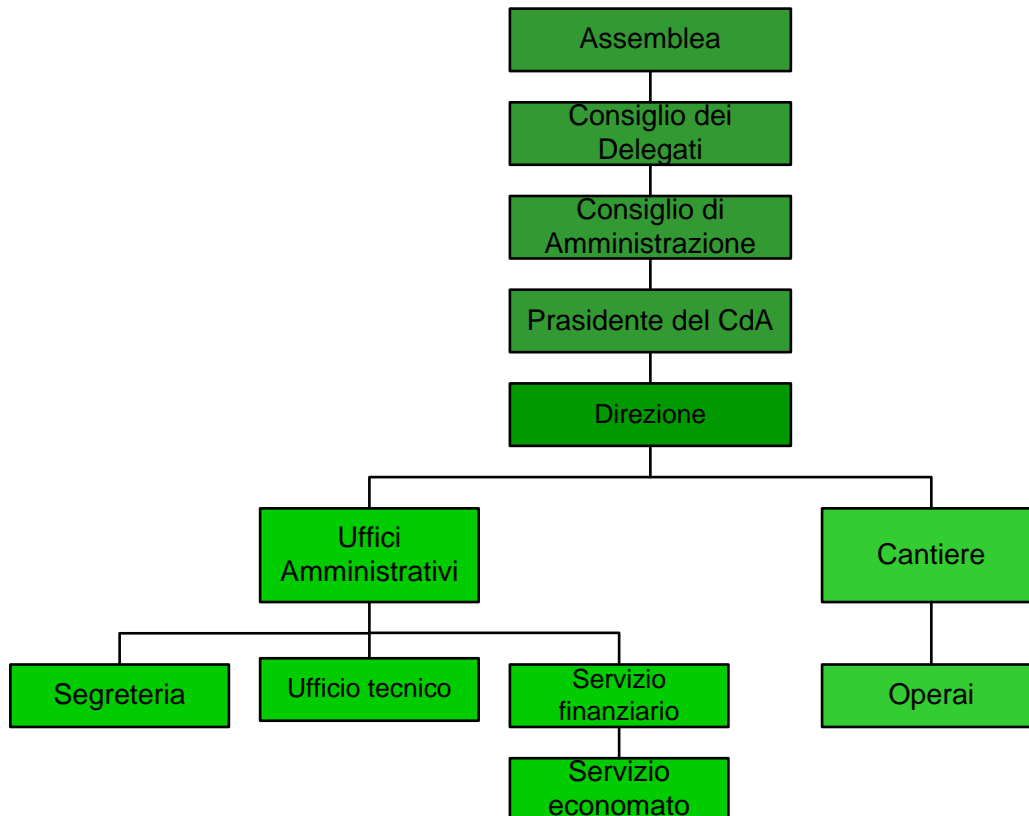 Assemblea
Consiglio dei
Delegati
Consiglio di
Amministrazione
Prasidente del CdA
Direzione
Uffici
Amministrativi
Cantiere
Segreteria
Ufficio tecnico
Servizio
finanziario
Operai
Servizio
economato